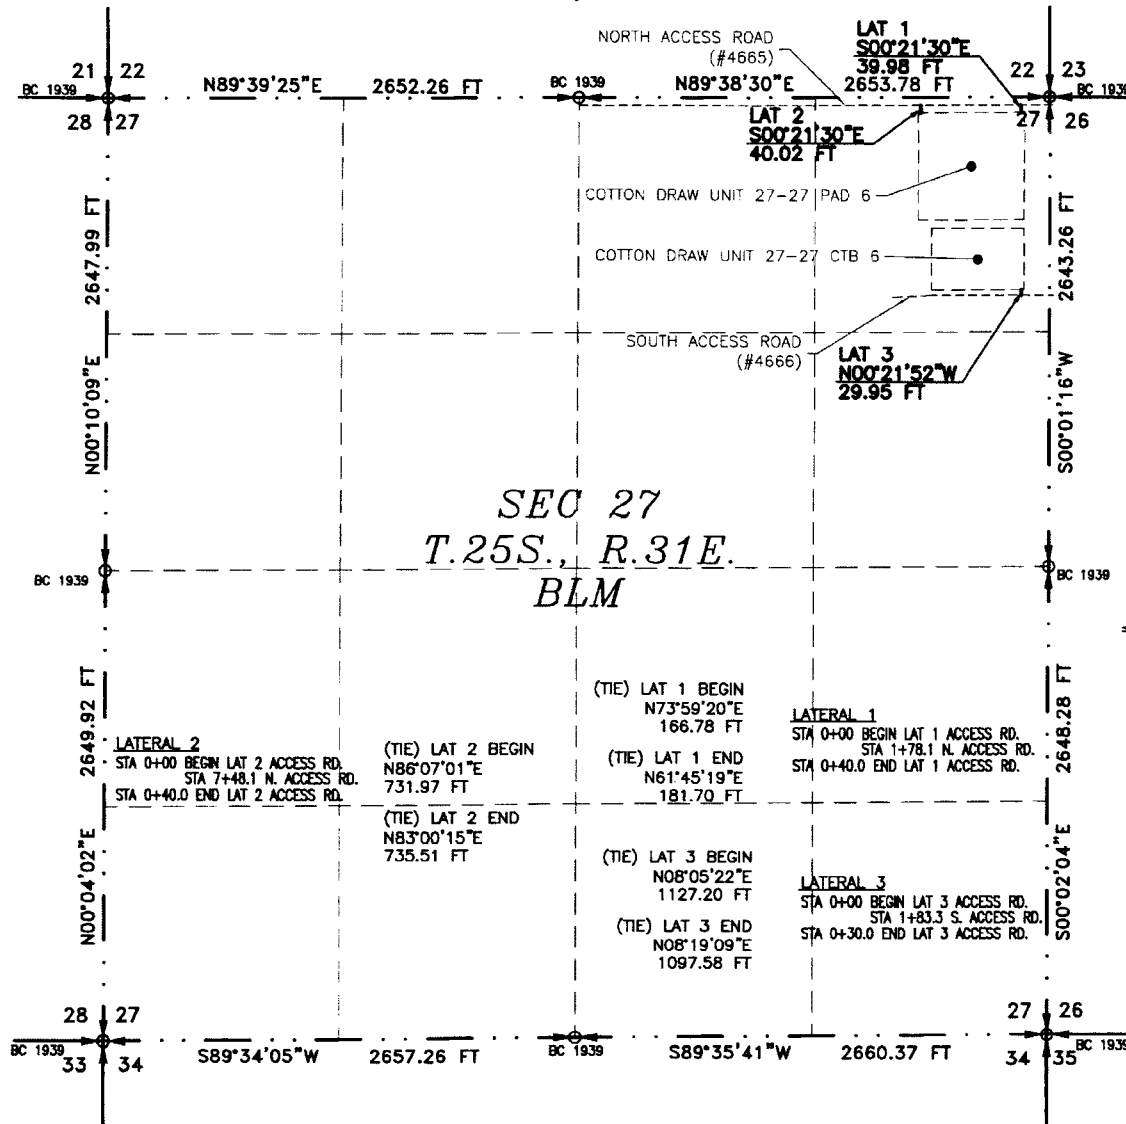 NORTH ACCESS ROAD
(#4665)
LAT 1
S00°21'30"E
39.98 FT
21 22
BC 1939
28 27
N89°39'25"E 2652.26 FT
BC 1939
N89°38'30"E 2653.78 FT
22 23
BC 1939
27 26
LAT 2
S00°21'30"E
40.02 FT
COTTON DRAW UNIT 27-27 PAD 6
COTTON DRAW UNIT 27-27 CTB 6
SOUTH ACCESS ROAD
(#4666)
LAT 3
N00°21'52"W
29.95 FT
2647.99 FT
N00°10'09"E
2643.26 FT
S00°01'16"W
SEC 27
T.25S., R.31E.
BLM
BC 1939
BC 1939
2649.92 FT
N00°04'02"E
2648.28 FT
S00°02'04"E
LATERAL 2
STA 0+00 BEGIN LAT 2 ACCESS RD.
STA 7+48.1 N. ACCESS RD.
STA 0+40.0 END LAT 2 ACCESS RD.
(TIE) LAT 2 BEGIN
N86°07'01"E
731.97 FT
(TIE) LAT 2 END
N83°00'15"E
735.51 FT
(TIE) LAT 1 BEGIN
N73°59'20"E
166.78 FT
(TIE) LAT 1 END
N61°45'19"E
181.70 FT
LATERAL 1
STA 0+00 BEGIN LAT 1 ACCESS RD.
STA 1+78.1 N. ACCESS RD.
STA 0+40.0 END LAT 1 ACCESS RD.
(TIE) LAT 3 BEGIN
N08°05'22"E
1127.20 FT
(TIE) LAT 3 END
N08°19'09"E
1097.58 FT
LATERAL 3
STA 0+00 BEGIN LAT 3 ACCESS RD.
STA 1+83.3 S. ACCESS RD.
STA 0+30.0 END LAT 3 ACCESS RD.
28 27
BC 1939
33 34
S89°34'05"W 2657.26 FT
BC 1939
S89°35'41"W 2660.37 FT
27 26
BC 1939
34 35